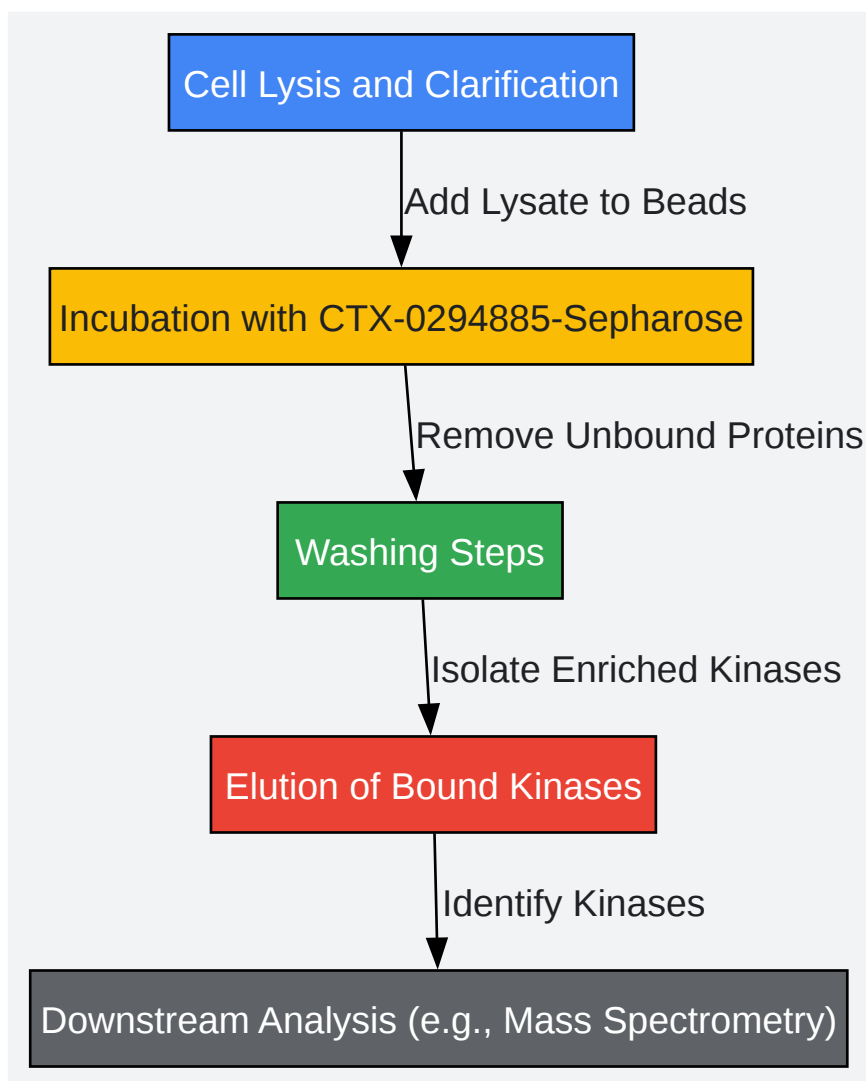 Cell Lysis and Clarification
Add Lysate to Beads
Incubation with CTX-0294885-Sepharose
Remove Unbound Proteins
Washing Steps
Isolate Enriched Kinases
Elution of Bound Kinases
Identify Kinases
Downstream Analysis (e.g., Mass Spectrometry)